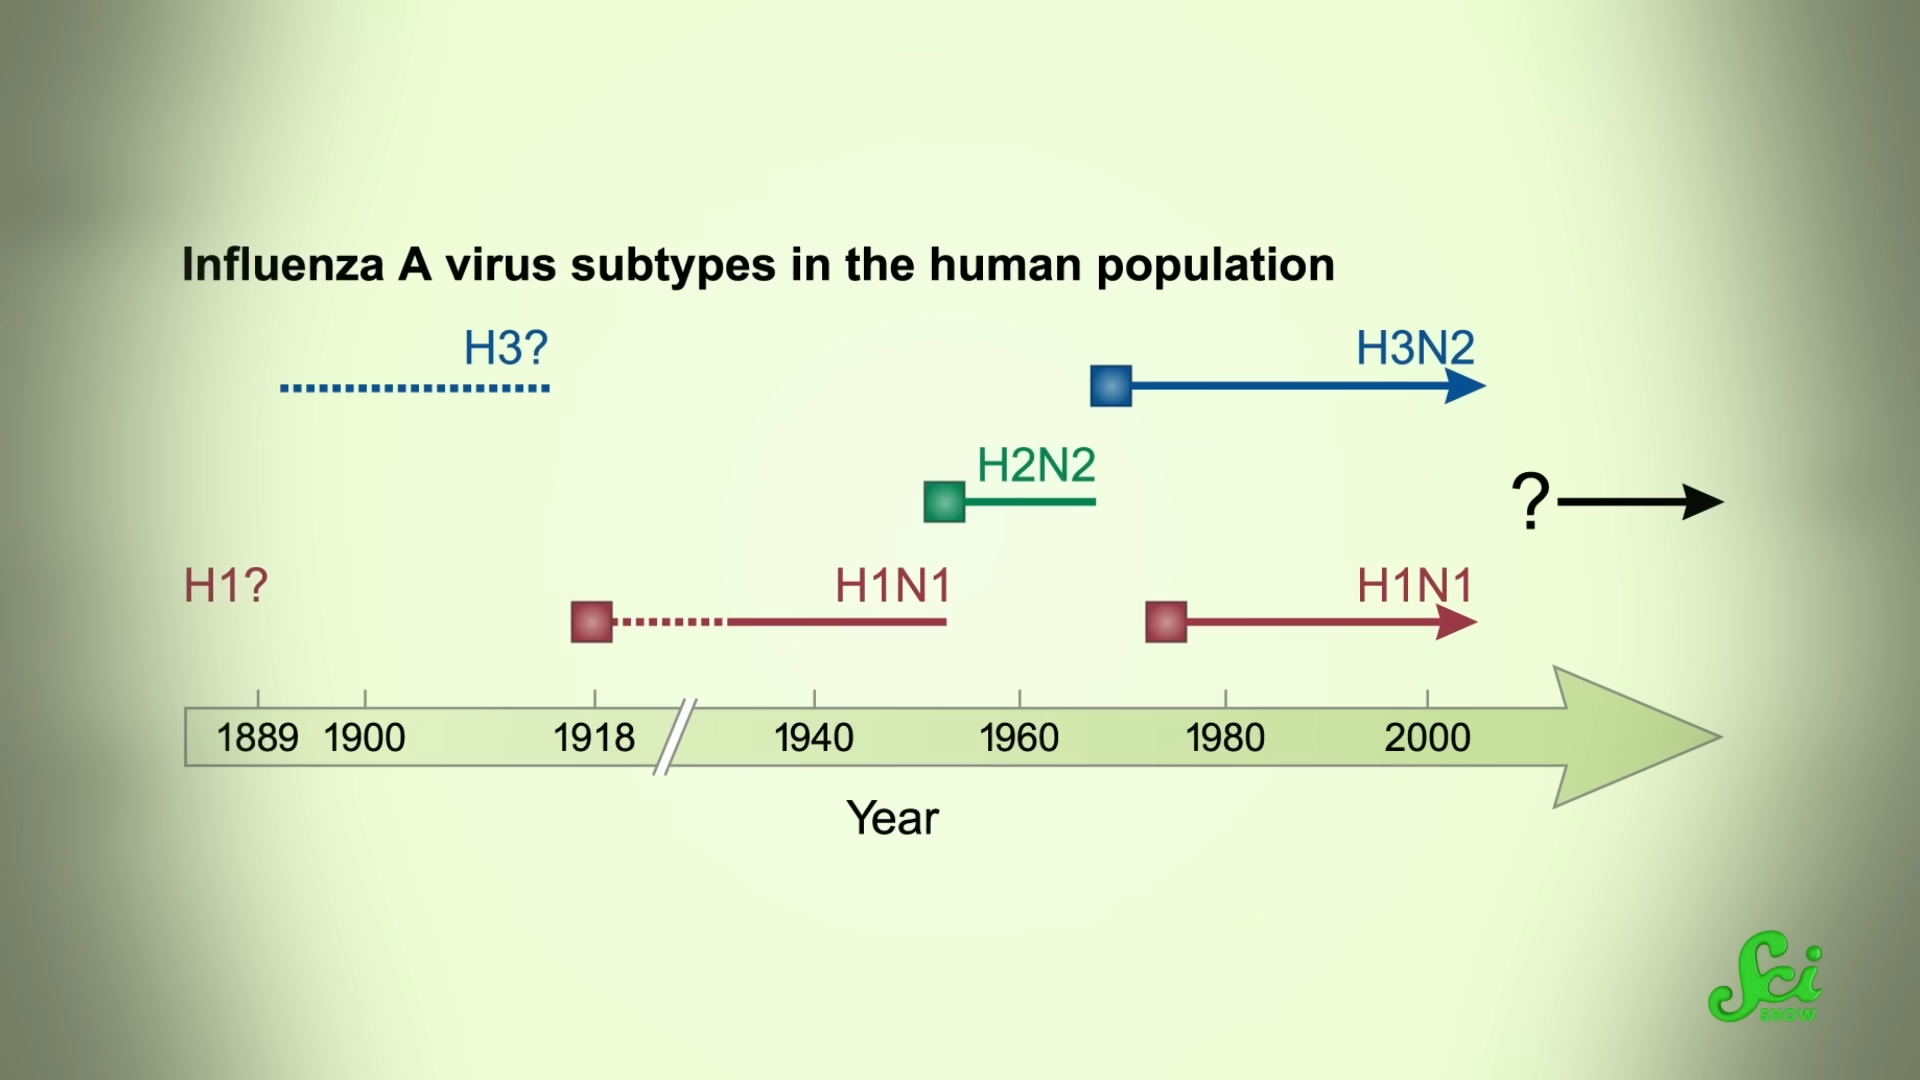 Influenza A virus subtypes in the human population
H3?
H3N2
H2N2
?
H1?
H1N1
H1N1
1889 1900 1918 1940 1960 1980 2000
Year
Sci
SHOW